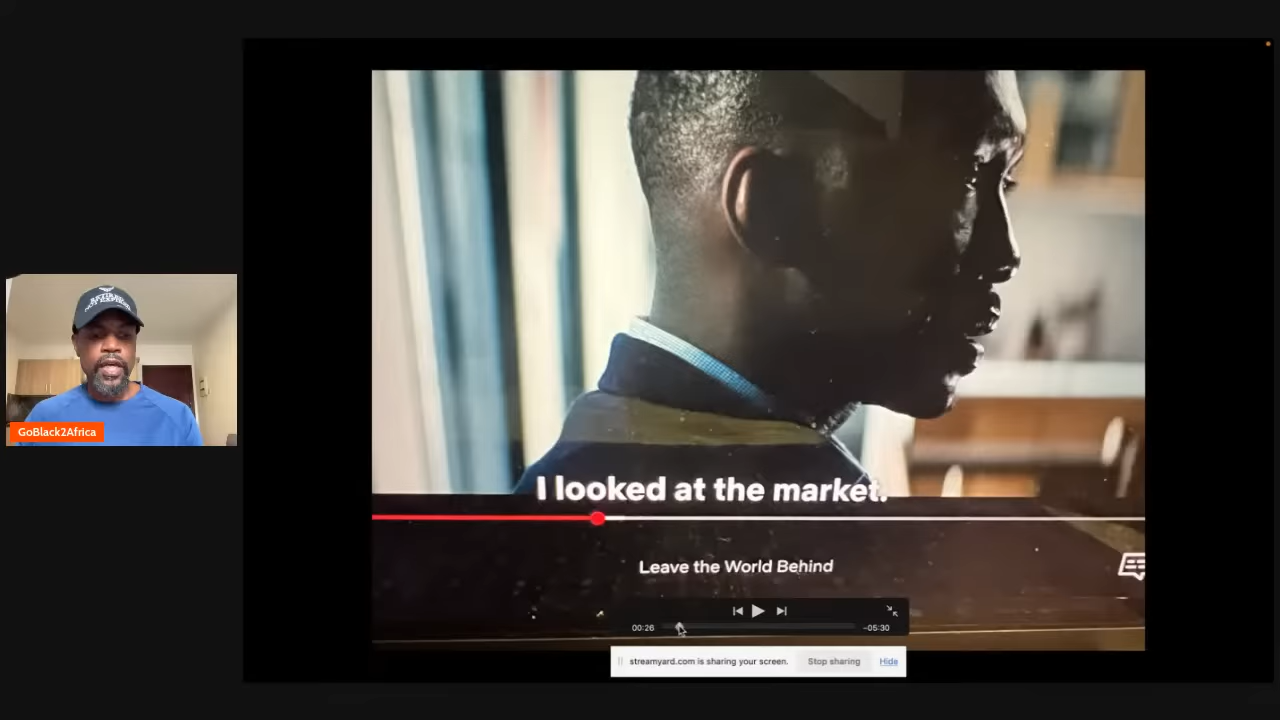 I looked at the market.
Leave the World Behind
00:26
-05:30
streamyard.com is sharing your screen.
Stop sharing
Hide
GoBlack2Africa